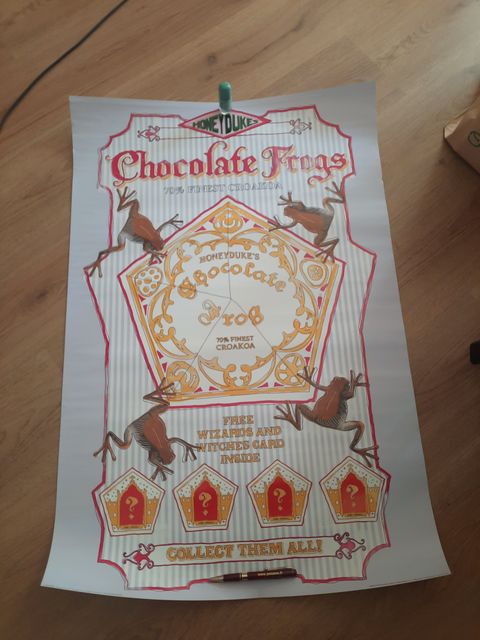 HONEYDUKES
Chocolate Frogs
70% FINEST CROAKOA
HONEYDUKE'S
Chocolate
Frog
70% FINEST
CROAKOA
FREE
WIZARDS AND
WITCHES CARD
INSIDE
? ? ? ?
COLLECT THEM ALL!